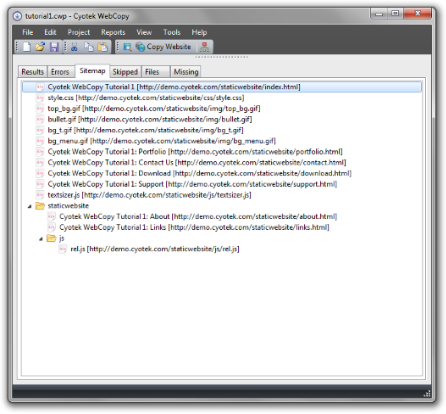 tutorial1.cwp - Cyotek WebCopy
File Edit Project Reports View Tools Help
Copy Website
Results Errors Sitemap Skipped Files Missing
Cyotek WebCopy Tutorial 1 [http://demo.cyotek.com/staticwebsite/index.html]
style.css [http://demo.cyotek.com/staticwebsite/css/style.css]
top_bg.gif [http://demo.cyotek.com/staticwebsite/img/top_bg.gif]
bullet.gif [http://demo.cyotek.com/staticwebsite/img/bullet.gif]
bg_t.gif [http://demo.cyotek.com/staticwebsite/img/bg_t.gif]
bg_menu.gif [http://demo.cyotek.com/staticwebsite/img/bg_menu.gif]
Cyotek WebCopy Tutorial 1: Portfolio [http://demo.cyotek.com/staticwebsite/portfolio.html]
Cyotek WebCopy Tutorial 1: Contact Us [http://demo.cyotek.com/staticwebsite/contact.html]
Cyotek WebCopy Tutorial 1: Download [http://demo.cyotek.com/staticwebsite/download.html]
Cyotek WebCopy Tutorial 1: Support [http://demo.cyotek.com/staticwebsite/support.html]
textsizer.js [http://demo.cyotek.com/staticwebsite/js/textsizer.js]
staticwebsite
Cyotek WebCopy Tutorial 1: About [http://demo.cyotek.com/staticwebsite/about.html]
Cyotek WebCopy Tutorial 1: Links [http://demo.cyotek.com/staticwebsite/links.html]
js
rel.js [http://demo.cyotek.com/staticwebsite/js/rel.js]